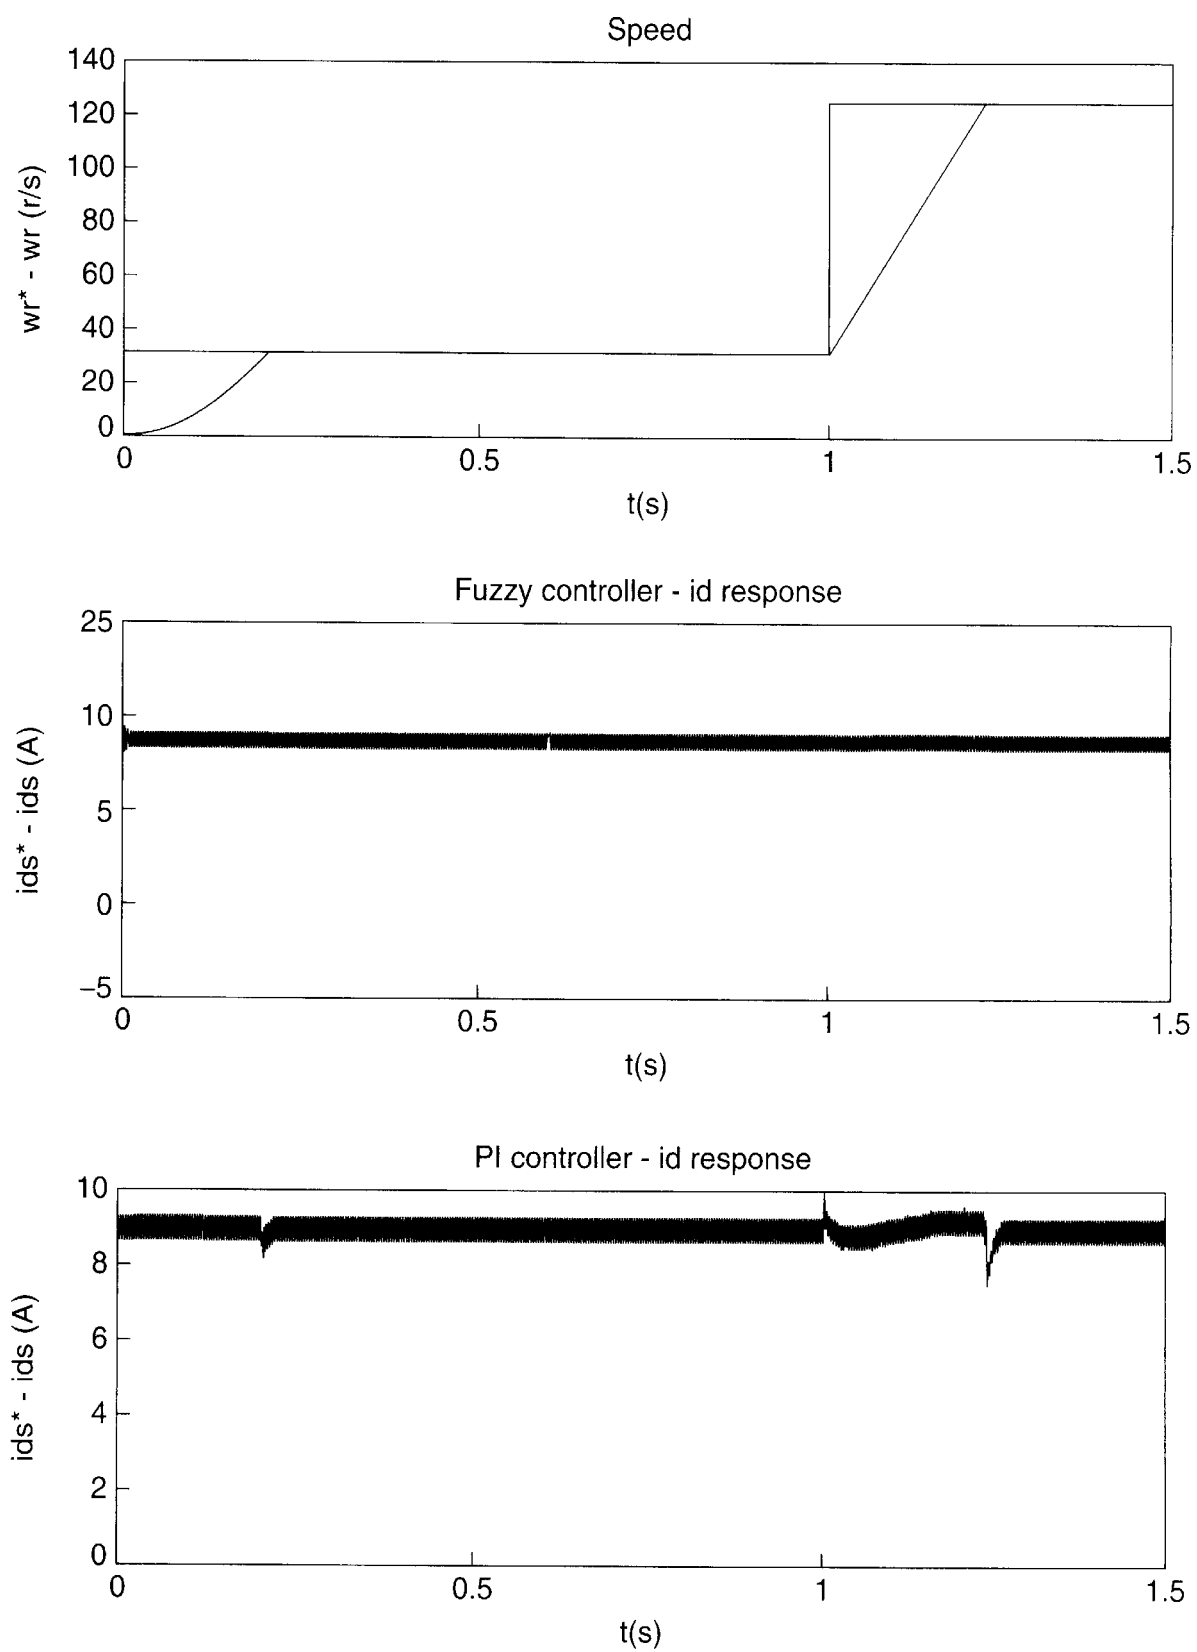 Speed
140
120
100
80
60
40
20
0
wr* - wr (r/s)
0 0.5 1 1.5
t(s)
Fuzzy controller - id response
25
10
5
0
–5
ids* - ids (A)
0 0.5 1 1.5
t(s)
PI controller - id response
10
8
6
4
2
0
ids* - ids (A)
0 0.5 1 1.5
t(s)